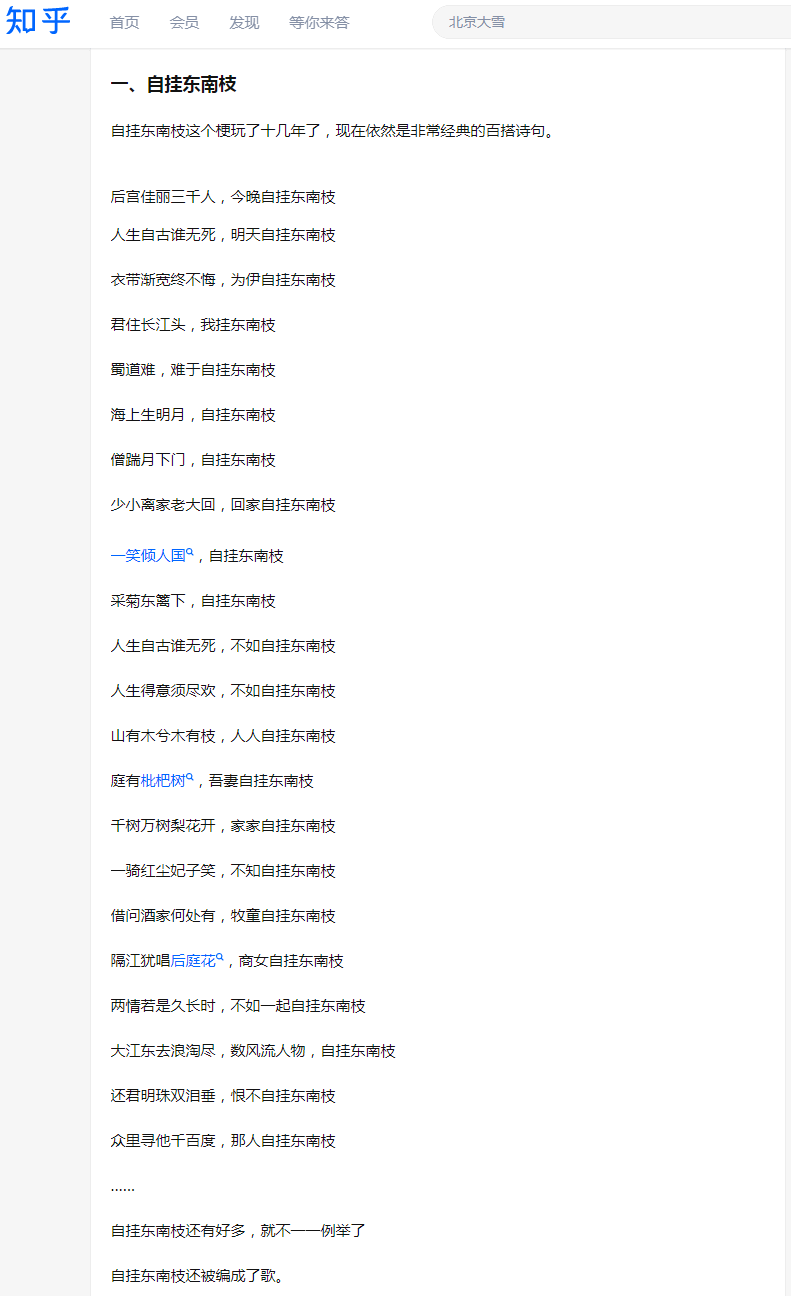 知乎 首页 会员 发现 等你来答 北京大雪
一、自挂东南枝
自挂东南枝这个梗玩了十几年了，现在依然是非常经典的百搭诗句。
后宫佳丽三千人，今晚自挂东南枝
人生自古谁无死，明天自挂东南枝
衣带渐宽终不悔，为伊自挂东南枝
君住长江头，我挂东南枝
蜀道难，难于自挂东南枝
海上生明月，自挂东南枝
僧踹月下门，自挂东南枝
少小离家老大回，回家自挂东南枝
一笑倾人国，自挂东南枝
采菊东篱下，自挂东南枝
人生自古谁无死，不如自挂东南枝
人生得意须尽欢，不如自挂东南枝
山有木兮木有枝，人人自挂东南枝
庭有枇杷树，吾妻自挂东南枝
千树万树梨花开，家家自挂东南枝
一骑红尘妃子笑，不知自挂东南枝
借问酒家何处有，牧童自挂东南枝
隔江犹唱后庭花，商女自挂东南枝
两情若是久长时，不如一起自挂东南枝
大江东去浪淘尽，数风流人物，自挂东南枝
还君明珠双泪垂，恨不自挂东南枝
众里寻他千百度，那人自挂东南枝
......
自挂东南枝还有好多，就不一一例举了
自挂东南枝还被编成了歌。